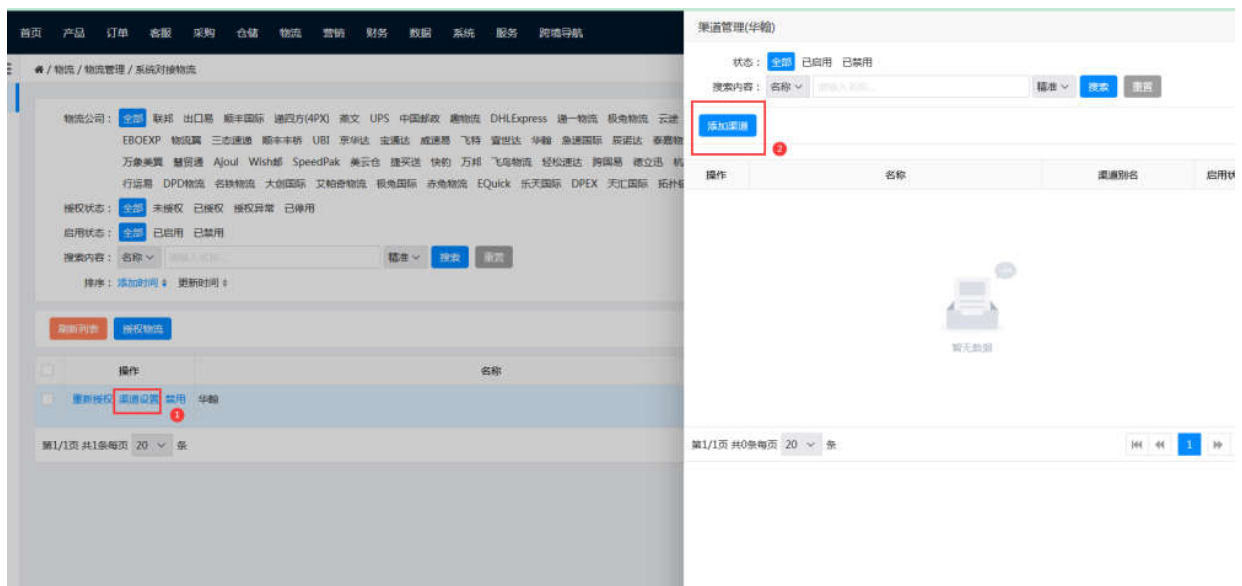 首页 产品 订单 客服 采购 仓储 物流 营销 财务 数据 系统 服务 跨境导航
/ 物流 / 物流管理 / 系统对接物流
物流公司： 全部 联邦 出口易 顺丰国际 递四方(4PX) 燕文 UPS 中国邮政 趣物流 DHLExpress 通一物流 极兔物流 云途
EBOEXP 物流翼 三态速递 顺丰丰桥 UBI 京华达 宝通达 威速易 飞特 壹世达 华翰 急速国际 辰诺达 泰嘉物
万象美翼 慧贸通 Ajoul Wish邮 SpeedPak 美云仓 捷买送 快豹 万邦 飞鸟物流 轻松速达 跨国易 德立迅
行运易 DPD物流 名铁物流 大创国际 艾帕奇物流 极兔国际 赤兔物流 EQuick 乐天国际 DPEX 天汇国际
授权状态： 全部 未授权 已授权 授权异常 已停用
启用状态： 全部 已启用 已禁用
搜索内容： 名称 请输入名称... 精准 搜索 重置
排序： 添加时间 更新时间
刷新列表 授权物流
操作 名称
重新授权 渠道设置 禁用 华翰
1
第1/1页 共1条每页 20 条
渠道管理(华翰)
状态： 全部 已启用 已禁用
搜索内容： 名称 请输入名称... 精准 搜索 重置
添加渠道
2
操作 名称 渠道别名 启用状
暂无数据
第1/1页 共0条每页 20 条 1